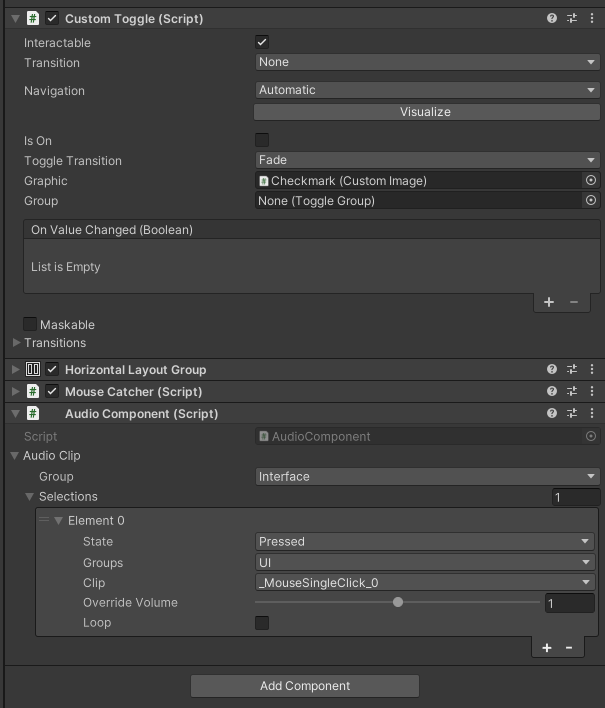 Custom Toggle (Script)
Interactable
Transition None
Navigation Automatic
Visualize
Is On
Toggle Transition Fade
Graphic Checkmark (Custom Image)
Group None (Toggle Group)
On Value Changed (Boolean)
List is Empty
Maskable
Transitions
Horizontal Layout Group
Mouse Catcher (Script)
Audio Component (Script)
Script AudioComponent
Audio Clip
Group Interface
Selections 1
Element 0
State Pressed
Groups UI
Clip _MouseSingleClick_0
Override Volume 1
Loop
Add Component